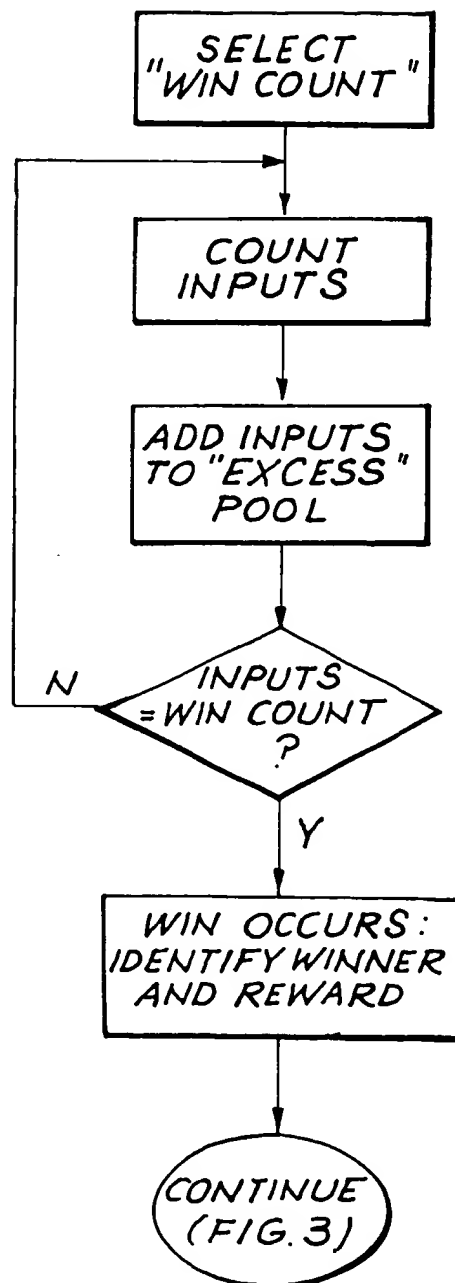 SELECT
"WIN COUNT"
COUNT
INPUTS
ADD INPUTS
TO "EXCESS"
POOL
INPUTS
=WIN COUNT
?
N
Y
WIN OCCURS:
IDENTIFY WINNER
AND REWARD
CONTINUE
(FIG. 3)